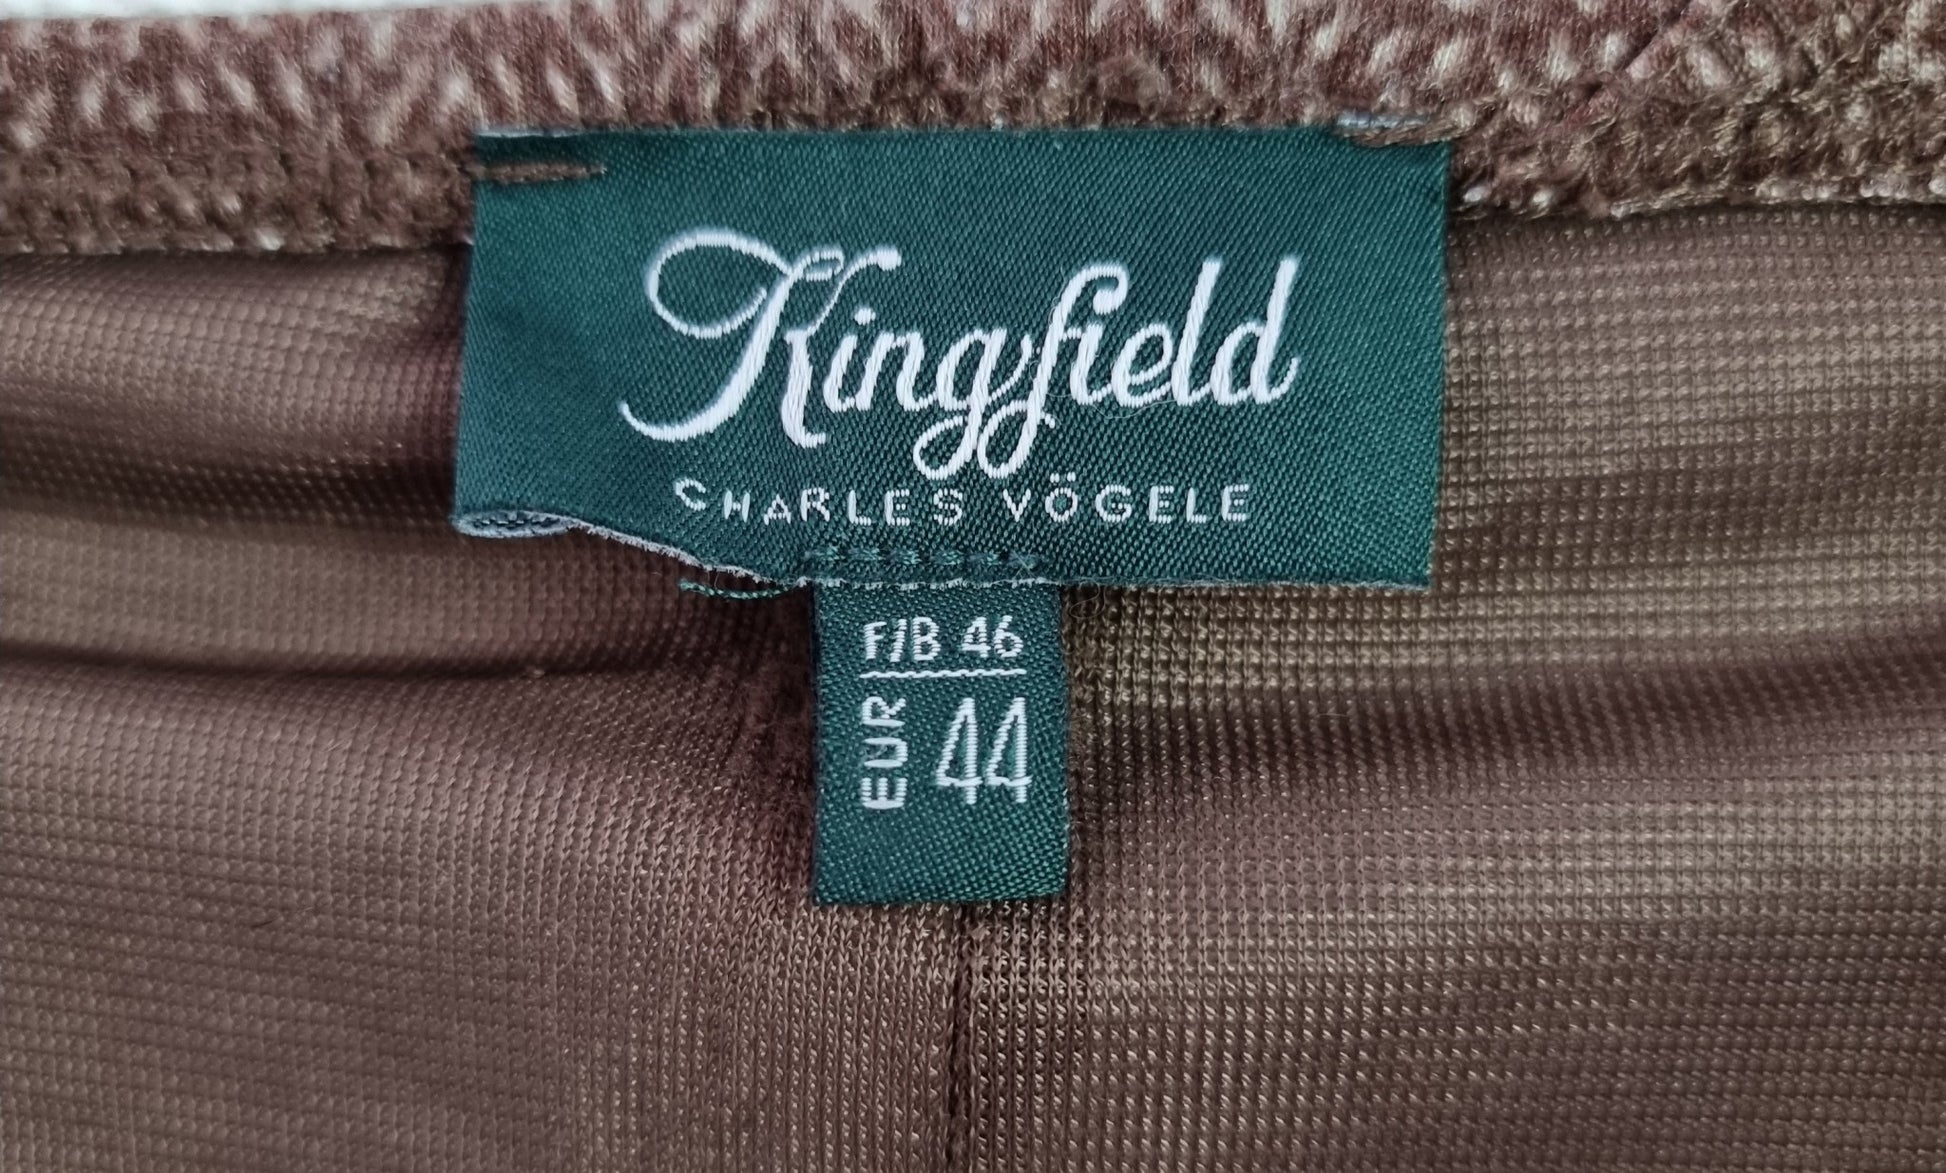 Kingfield
CHARLES VÖGELE
F/B 46
EUR 44